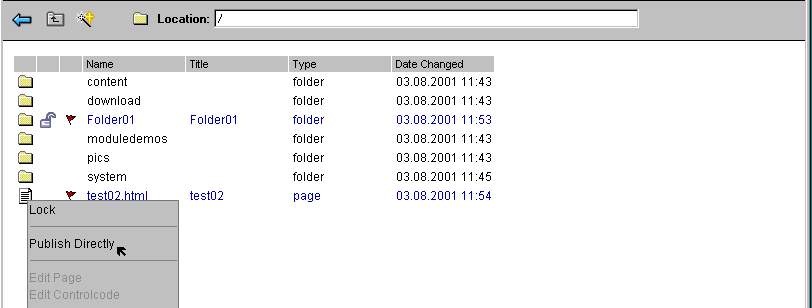 Location: /
Name Title Type Date Changed
content folder 03.08.2001 11:43
download folder 03.08.2001 11:43
Folder01 Folder01 folder 03.08.2001 11:53
moduledemos folder 03.08.2001 11:43
pics folder 03.08.2001 11:43
system folder 03.08.2001 11:45
test02.html test02 page 03.08.2001 11:54
Lock
Publish Directly
Edit Page
Edit Controlcode